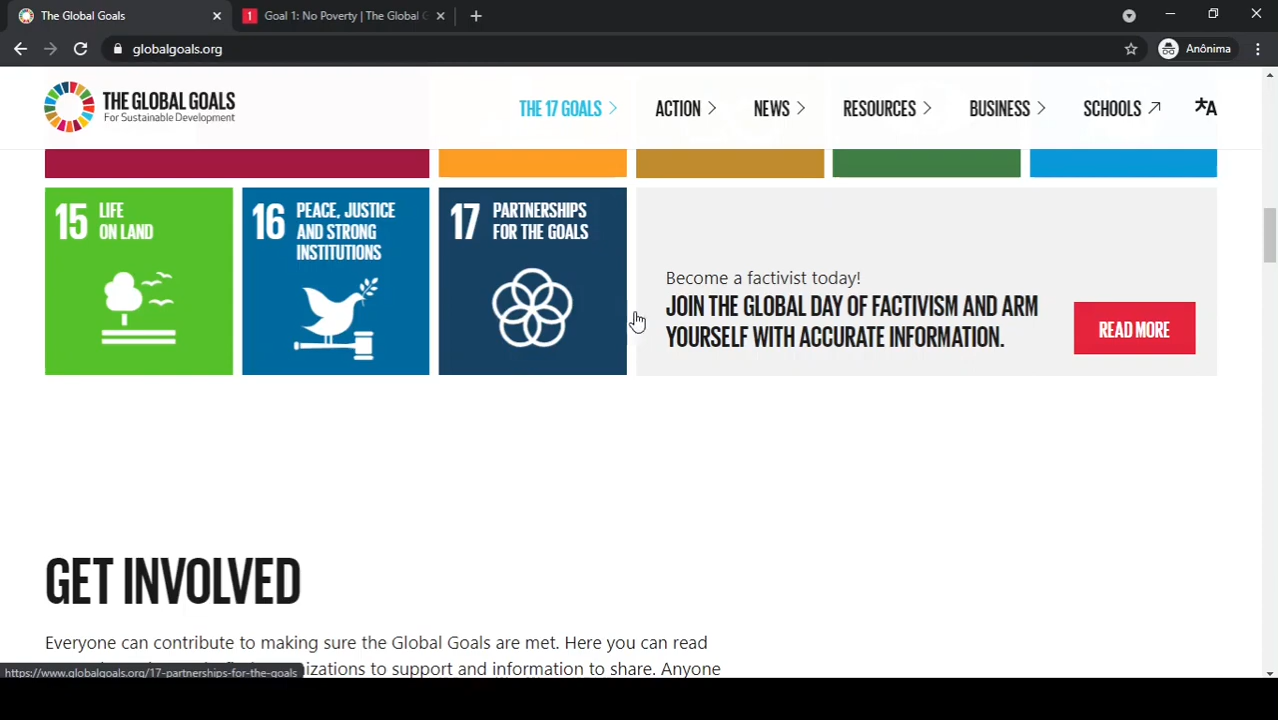 The Global Goals
1 Goal 1: No Poverty | The Global G
globalgoals.org
Anônima
THE GLOBAL GOALS
For Sustainable Development
THE 17 GOALS
ACTION
NEWS
RESOURCES
BUSINESS
SCHOOLS
15 LIFE
ON LAND
16 PEACE, JUSTICE
AND STRONG
INSTITUTIONS
17 PARTNERSHIPS
FOR THE GOALS
Become a factivist today!
JOIN THE GLOBAL DAY OF FACTIVISM AND ARM
YOURSELF WITH ACCURATE INFORMATION.
READ MORE
GET INVOLVED
Everyone can contribute to making sure the Global Goals are met. Here you can read
to support and information to share. Anyone
https://www.globalgoals.org/17-partnerships-for-the-goals